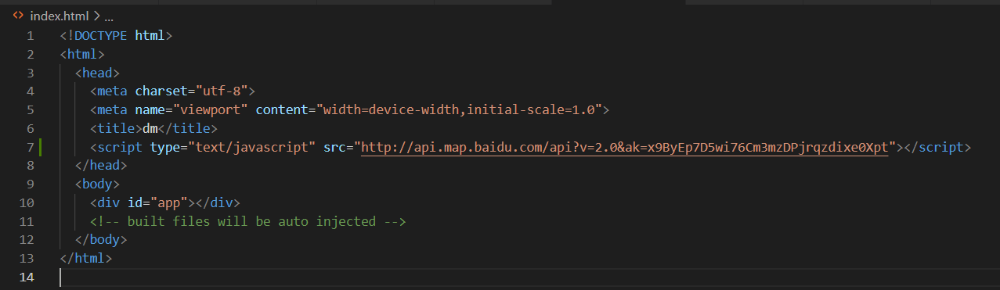 index.html > ...
1 <!DOCTYPE html>
2 <html>
3 <head>
4 <meta charset="utf-8">
5 <meta name="viewport" content="width=device-width,initial-scale=1.0">
6 <title>dm</title>
7 <script type="text/javascript" src="http://api.map.baidu.com/api?v=2.0&ak=x9ByEp7D5wi76Cm3mzDPjrqzdixe0Xpt"></script>
8 </head>
9 <body>
10 <div id="app"></div>
11 <!-- built files will be auto injected -->
12 </body>
13 </html>
14